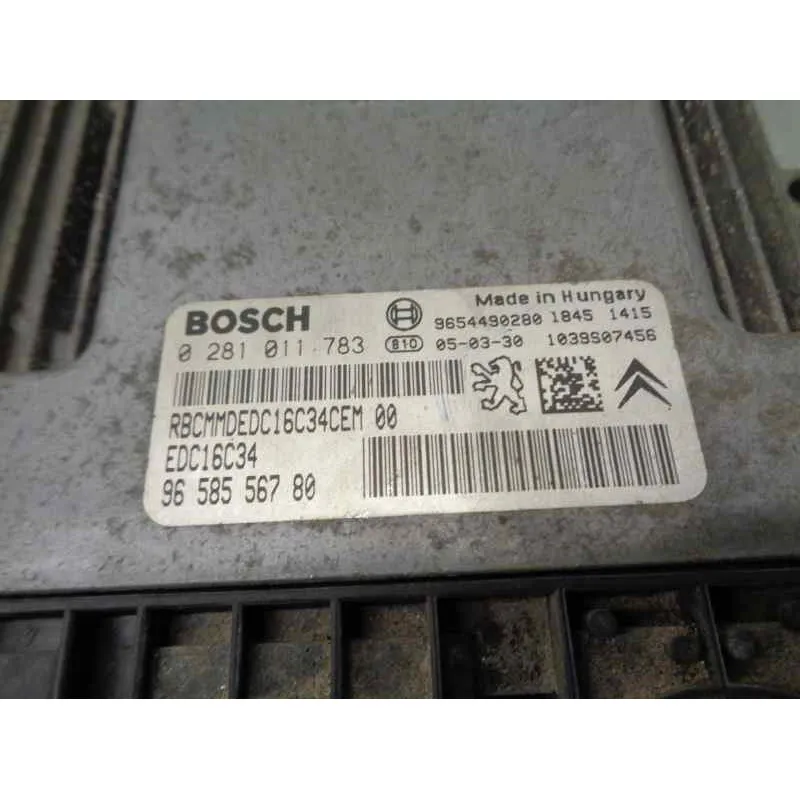 BOSCH
Made in Hungary
9654490280 1845 1415
0 281 011 783
810 05-03-30 1039S07456
RBCMMDEDC16C34CEM 00
EDC16C34
96 585 567 80